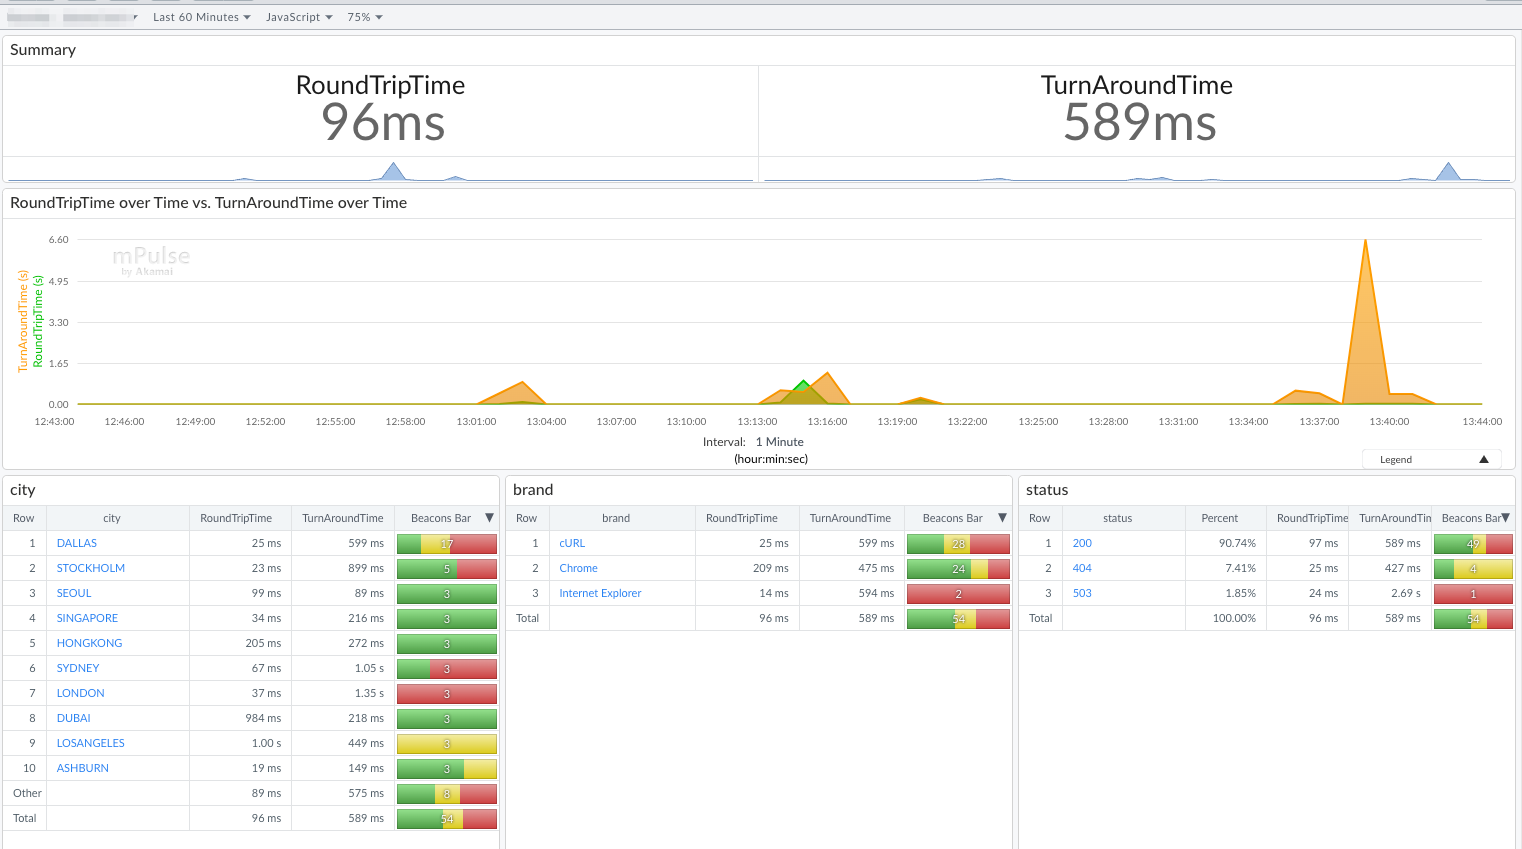 Last 60 Minutes JavaScript 75%
Summary
RoundTripTime
96ms
TurnAroundTime
589ms
RoundTripTime over Time vs. TurnAroundTime over Time
mPulse
by Akamai
TurnAroundTime (s)
RoundTripTime (s)
6.60
4.95
3.30
1.65
0.00
12:43:00 12:46:00 12:49:00 12:52:00 12:55:00 12:58:00 13:01:00 13:04:00 13:07:00 13:10:00 13:13:00 13:16:00 13:19:00 13:22:00 13:25:00 13:28:00 13:31:00 13:34:00 13:37:00 13:40:00 13:44:00
Interval: 1 Minute
(hour:min:sec)
Legend
city
Row city RoundTripTime TurnAroundTime Beacons Bar
1 DALLAS 25 ms 599 ms 17
2 STOCKHOLM 23 ms 899 ms 5
3 SEOUL 99 ms 89 ms 3
4 SINGAPORE 34 ms 216 ms 3
5 HONGKONG 205 ms 272 ms 3
6 SYDNEY 67 ms 1.05 s 3
7 LONDON 37 ms 1.35 s 3
8 DUBAI 984 ms 218 ms 3
9 LOSANGELES 1.00 s 449 ms 3
10 ASHBURN 19 ms 149 ms 3
Other 89 ms 575 ms 8
Total 96 ms 589 ms 54
brand
Row brand RoundTripTime TurnAroundTime Beacons Bar
1 cURL 25 ms 599 ms 28
2 Chrome 209 ms 475 ms 24
3 Internet Explorer 14 ms 594 ms 2
Total 96 ms 589 ms 54
status
Row status Percent RoundTripTime TurnAroundTin Beacons Bar
1 200 90.74% 97 ms 589 ms 49
2 404 7.41% 25 ms 427 ms 4
3 503 1.85% 24 ms 2.69 s 1
Total 100.00% 96 ms 589 ms 54